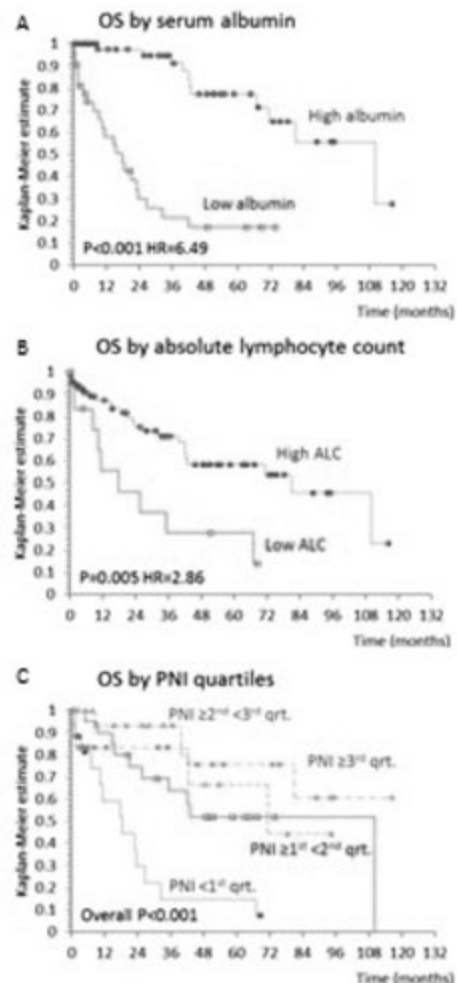 A OS by serum albumin
Kaplan-Meier estimate
1
0.9
0.8
0.7
0.6
0.5
0.4
0.3
0.2
0.1
0
High albumin
Low albumin
P<0.001 HR=6.49
0 12 24 36 48 60 72 84 96 108 120 132
Time (months)
B OS by absolute lymphocyte count
Kaplan-Meier estimate
1
0.9
0.8
0.7
0.6
0.5
0.4
0.3
0.2
0.1
0
High ALC
Low ALC
P=0.005 HR=2.86
0 12 24 36 48 60 72 84 96 108 120 132
Time (months)
C OS by PNI quartiles
Kaplan-Meier estimate
1
0.9
0.8
0.7
0.6
0.5
0.4
0.3
0.2
0.1
0
PNI ≥2nd <3rd qrt.
PNI ≥3rd qrt.
PNI ≥1st <2nd qrt.
PNI <1st qrt.
Overall P<0.001
0 12 24 36 48 60 72 84 96 108 120 132
Time (months)